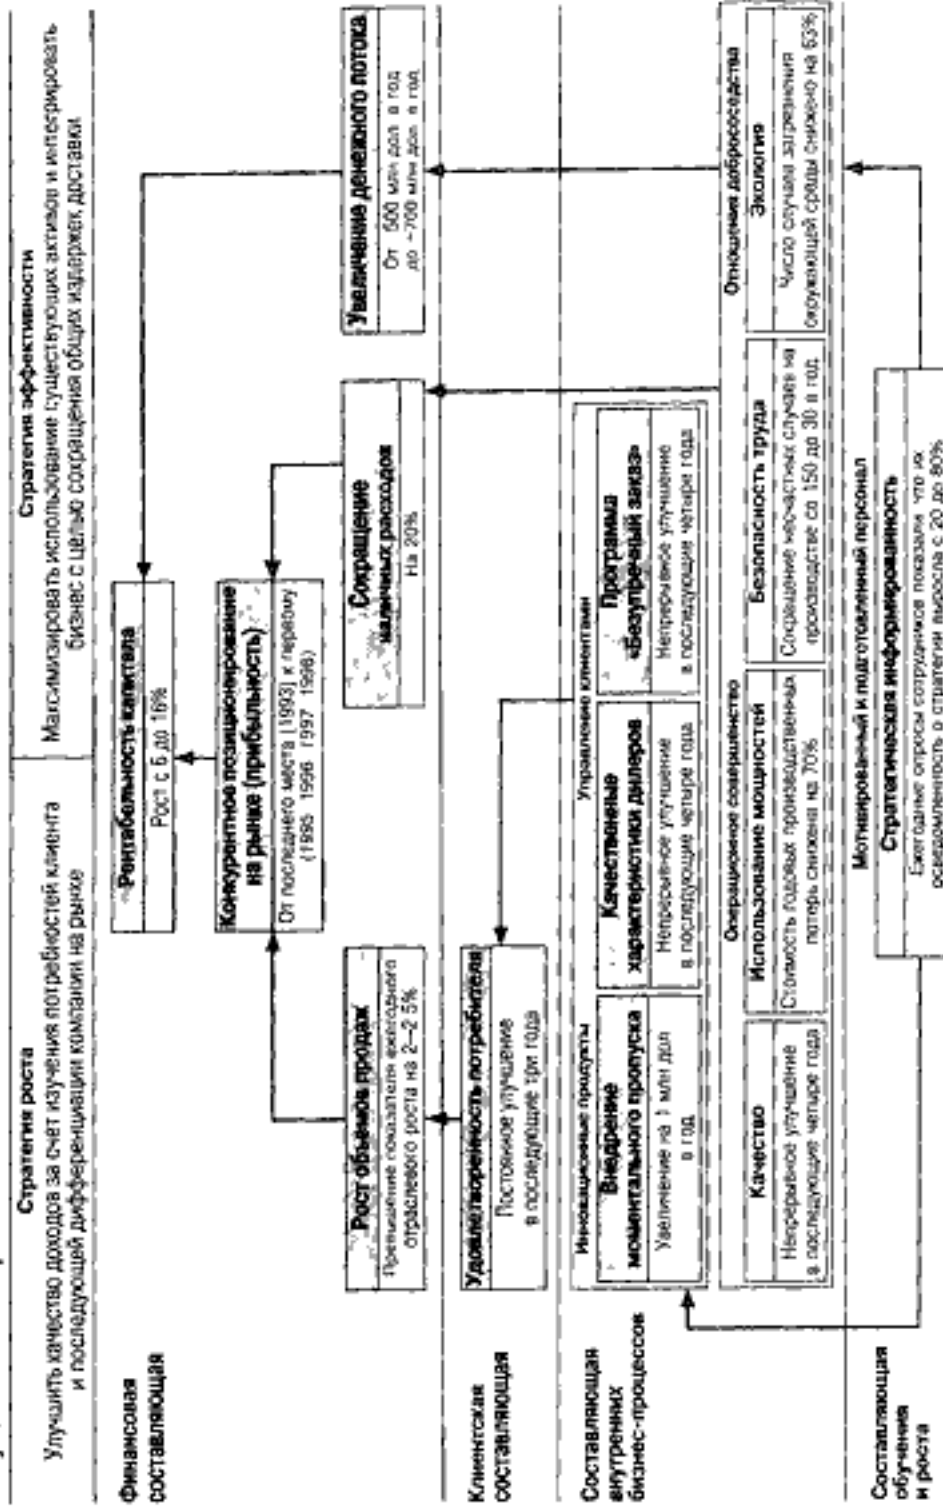 Стратегия роста
Улучшить качество доходов за счет изучения потребностей клиента
и последующей дифференциации компании на рынке
Стратегия эффективности
Максимизировать использование существующих активов и интегрировать
бизнес с целью сокращения общих издержек доставки
Финансовая
составляющая
Рентабельность капитала
Рост с 6 до 16%
Конкурентное позиционирование
на рынке (прибыльность)
От последнего места [1993] к первому
(1995 1996 1997 1998)
Рост объемов продаж
Превышение показателя ежегодного
отраслевого роста на 2–2 5%
Сокращение
наличных расходов
На 20%
Увеличение денежного потока
От 500 млн дол в год
до ~700 млн дол в год
Клиентская
составляющая
Удовлетворенность потребителя
Постоянное улучшение
в последующие три года
Составляющая
внутренних
бизнес-процессов
Инновационные продукты
Внедрение
моментального пропуска
Увеличение на 1 млн дол
в год
Управление клиентами
Качественные
характеристики дилеров
Непрерывное улучшение
в последующие четыре года
Программа
«Безупречный заказ»
Непрерывное улучшение
в последующие четыре года
Операционное совершенство
Качество
Непрерывное улучшение
в последующие четыре года
Использование мощностей
Стоимость годовых производственных
потерь снижена на 70%
Безопасность труда
Сокращение несчастных случаев на
производстве со 150 до 30 в год
Отношения добрососедства
Экология
Число случаев загрязнения
окружающей среды снижено на 63%
Составляющая
обучения
и роста
Мотивированный и подготовленный персонал
Стратегическая информированность
Ежегодные опросы сотрудников показали что их
осведомленность о стратегии выросла с 20 до 80%